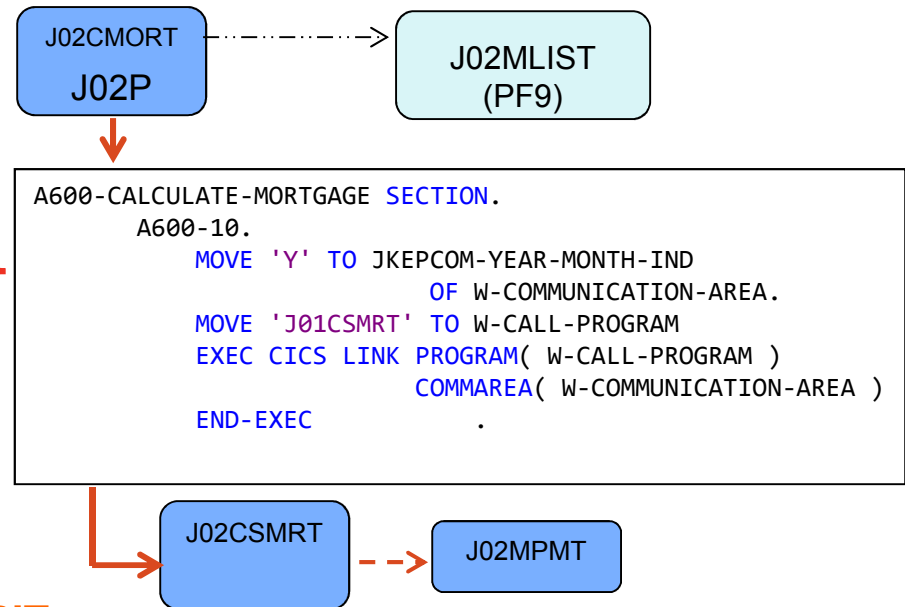 J02CMORT
J02P
J02MLIST
(PF9)
A600-CALCULATE-MORTGAGE SECTION.
A600-10.
MOVE 'Y' TO JKEPCOM-YEAR-MONTH-IND
OF W-COMMUNICATION-AREA.
MOVE 'J01CSMRT' TO W-CALL-PROGRAM
EXEC CICS LINK PROGRAM( W-CALL-PROGRAM )
COMMAREA( W-COMMUNICATION-AREA )
END-EXEC .
J02CSMRT
J02MPMT